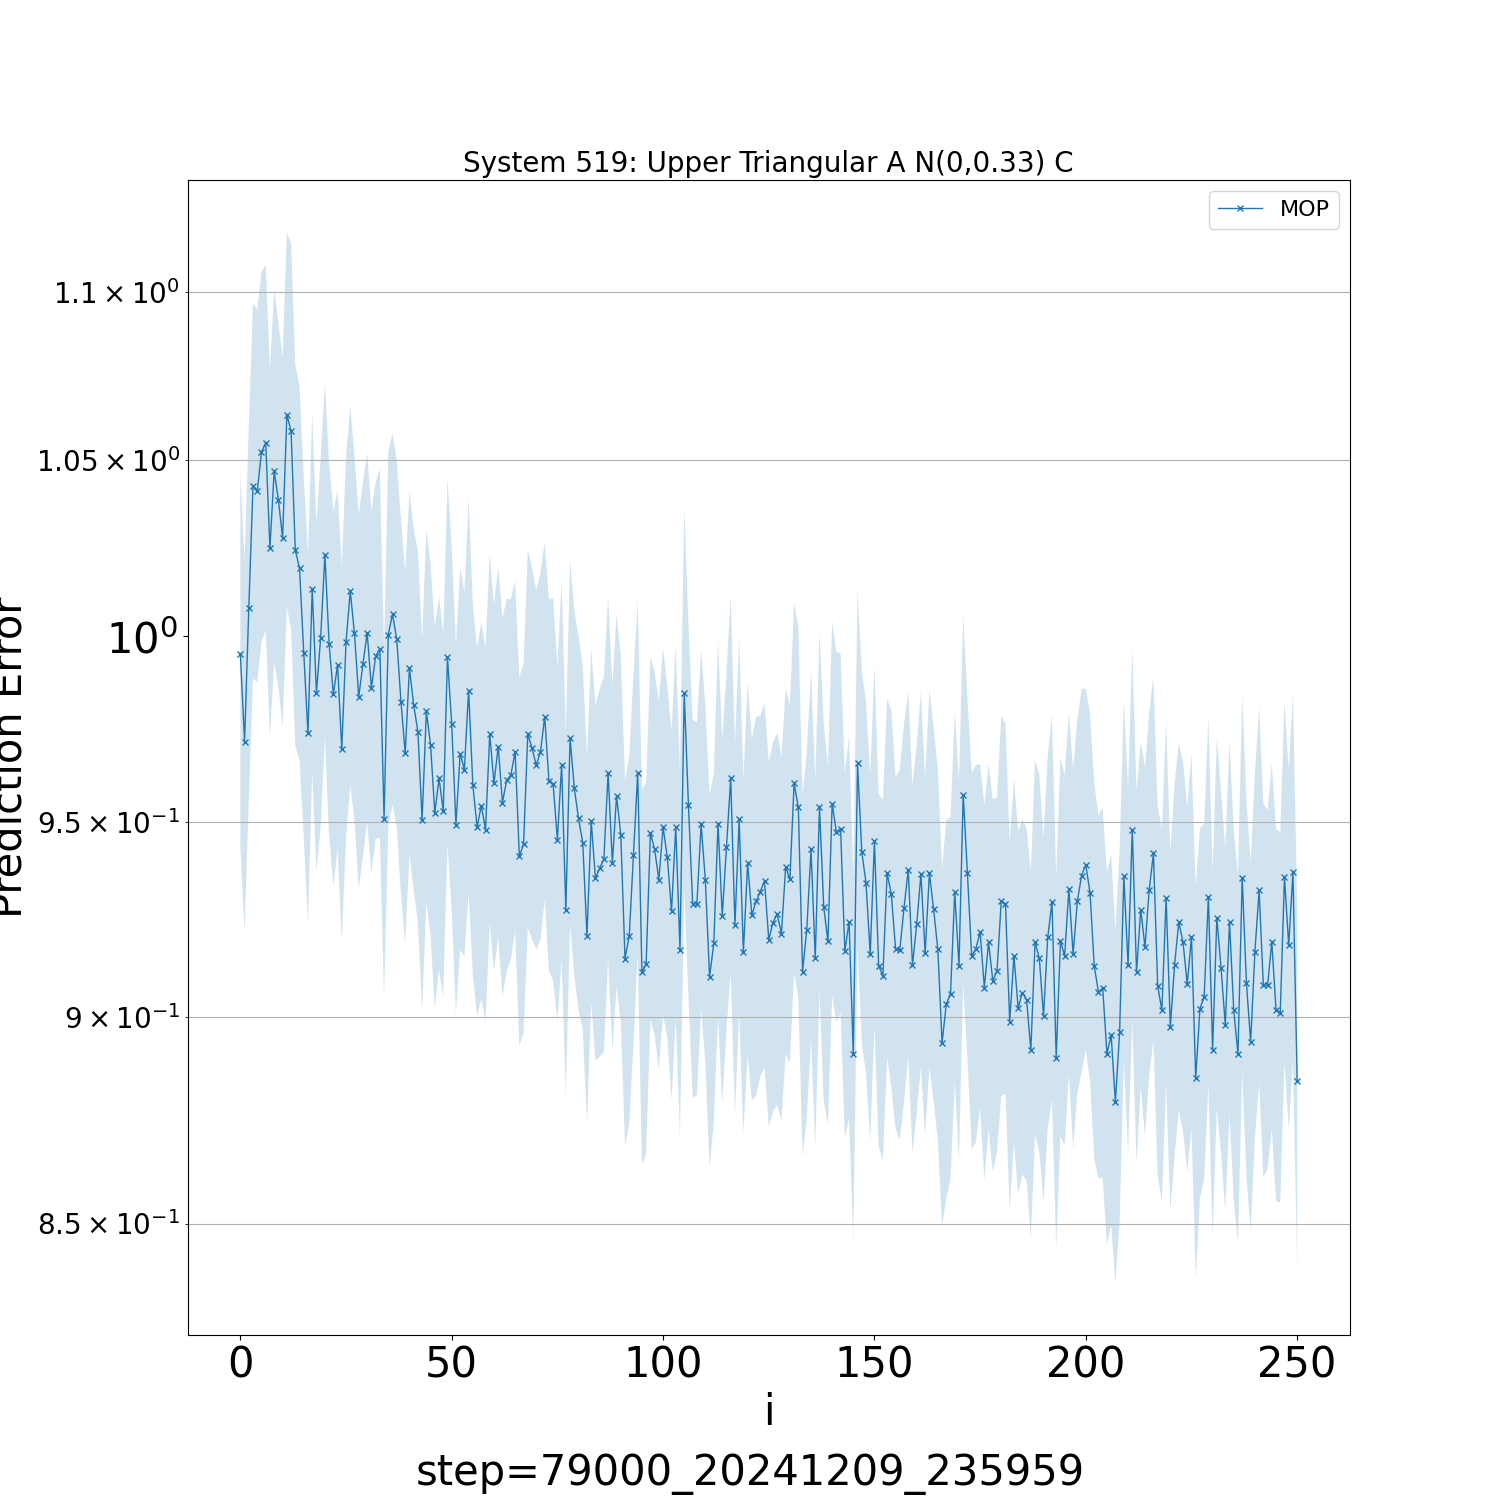 System 519: Upper Triangular A N(0,0.33) C
MOP
1.1 × 10⁰
1.05 × 10⁰
10⁰
9.5 × 10⁻¹
9 × 10⁻¹
8.5 × 10⁻¹
Prediction Error
0 50 100 150 200 250
i
step=79000_20241209_235959